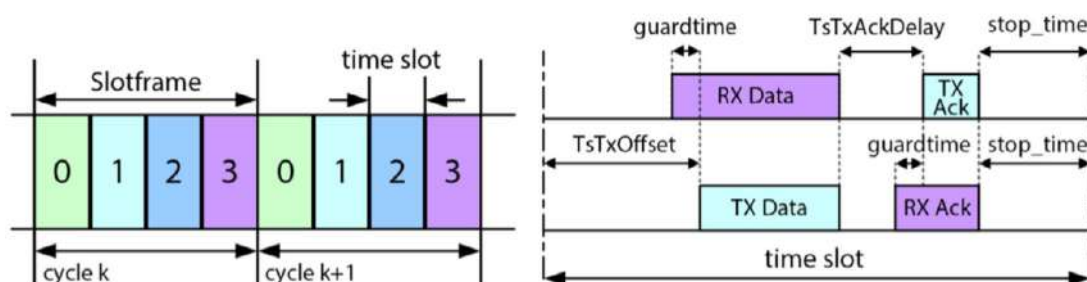 Slotframe
time slot
0 1 2 3 0 1 2 3
cycle k
cycle k+1
guardtime TsTxAckDelay stop_time
RX Data
TX
Ack
TsTxOffset guardtime stop_time
TX Data RX Ack
time slot